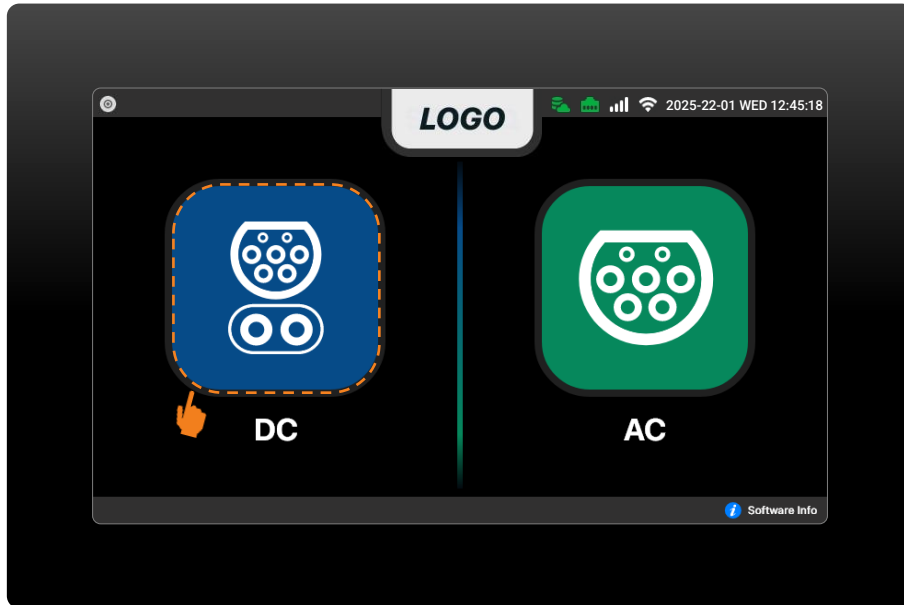 LOGO
2025-22-01 WED 12:45:18
DC
AC
i Software Info